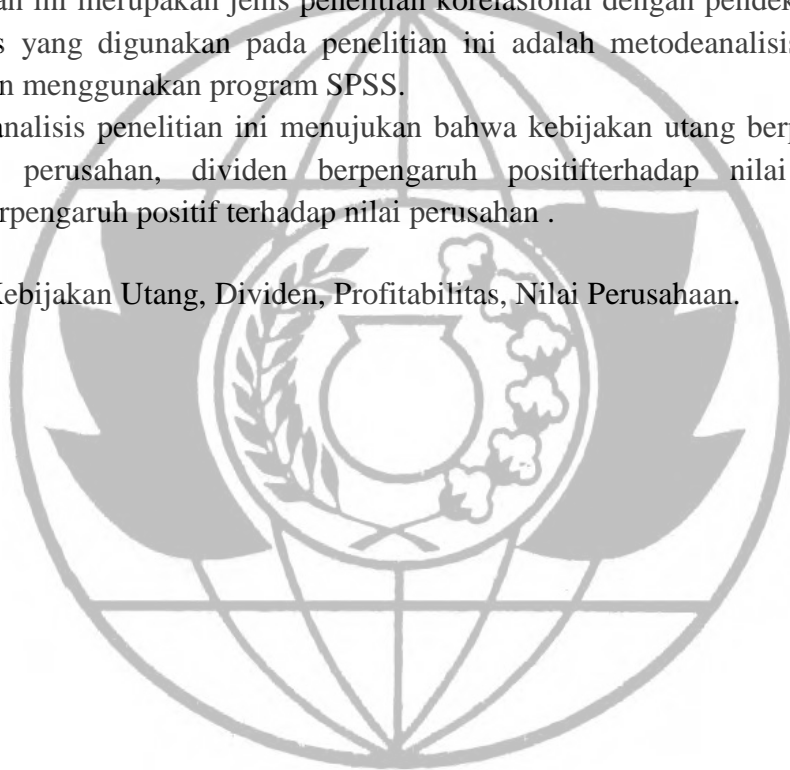 an ini merupakan jenis penelitian korelasional dengan pendek
s yang digunakan pada penelitian ini adalah metodeanalisis
n menggunakan program SPSS.
analisis penelitian ini menujukan bahwa kebijakan utang berp
perusahan, dividen berpengaruh positifterhadap nilai
rpengaruh positif terhadap nilai perusahan .
Kebijakan Utang, Dividen, Profitabilitas, Nilai Perusahaan.